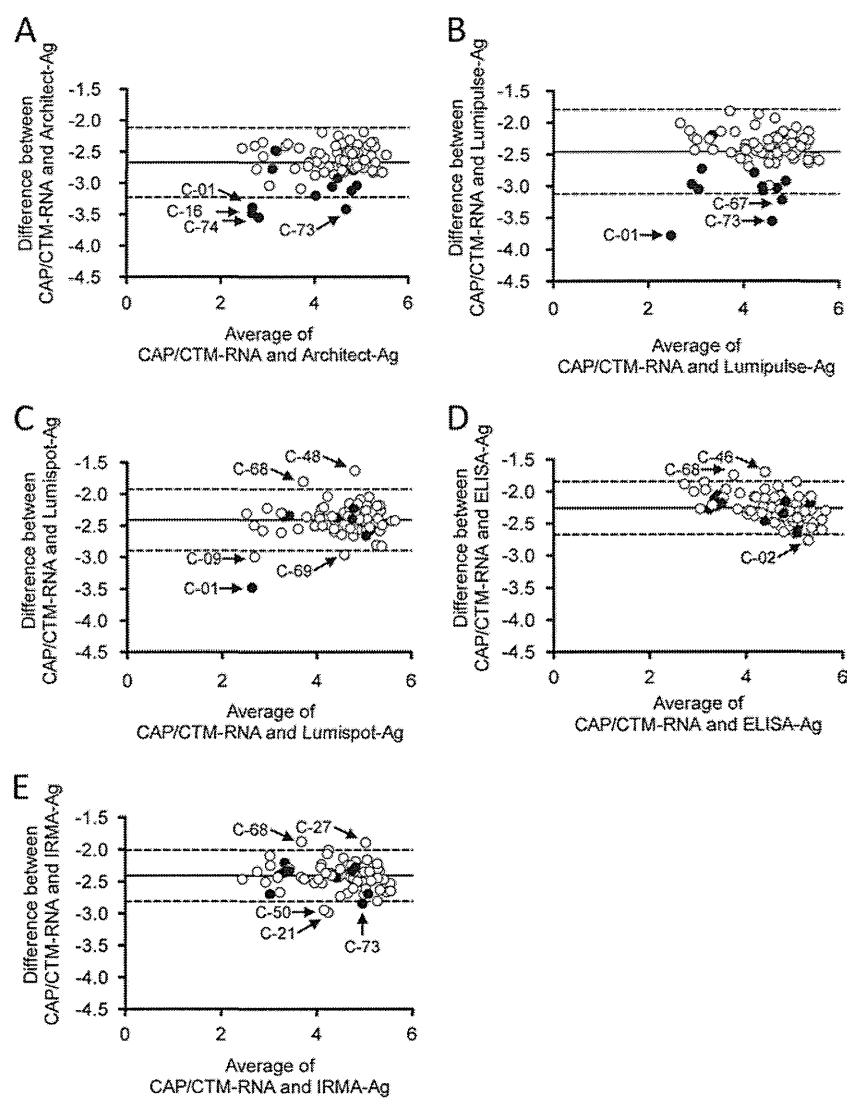 A
Difference between
CAP/CTM-RNA and Architect-Ag
-1.5
-2.0
-2.5
-3.0
-3.5
-4.0
-4.5
C-01
C-16
C-74
C-73
0
2
4
6
Average of
CAP/CTM-RNA and Architect-Ag
B
Difference between
CAP/CTM-RNA and Lumipulse-Ag
-1.5
-2.0
-2.5
-3.0
-3.5
-4.0
-4.5
C-67
C-73
C-01
0
2
4
6
Average of
CAP/CTM-RNA and Lumipulse-Ag
C
Difference between
CAP/CTM-RNA and Lumispot-Ag
-1.5
-2.0
-2.5
-3.0
-3.5
-4.0
-4.5
C-48
C-68
C-09
C-69
C-01
0
2
4
6
Average of
CAP/CTM-RNA and Lumispot-Ag
D
Difference between
CAP/CTM-RNA and ELISA-Ag
-1.5
-2.0
-2.5
-3.0
-3.5
-4.0
-4.5
C-46
C-68
C-02
0
2
4
6
Average of
CAP/CTM-RNA and ELISA-Ag
E
Difference between
CAP/CTM-RNA and IRMA-Ag
-1.5
-2.0
-2.5
-3.0
-3.5
-4.0
-4.5
C-68
C-27
C-50
C-21
C-73
0
2
4
6
Average of
CAP/CTM-RNA and IRMA-Ag